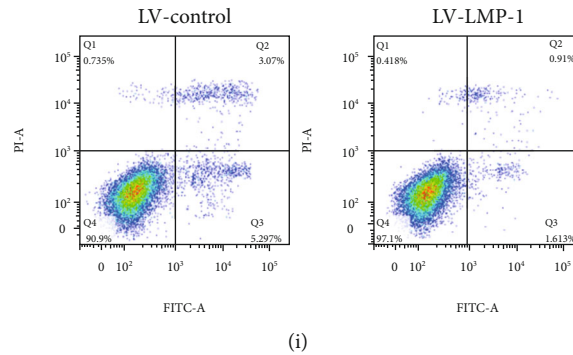 LV-control
LV-LMP-1
Q1
0.735%
Q2
3.07%
Q4
90.9%
Q3
5.297%
10⁵
10⁴
10³
10²
0
PI-A
0 10² 10³ 10⁴ 10⁵
FITC-A
Q1
0.418%
Q2
0.91%
Q4
97.1%
Q3
1.613%
10⁵
10⁴
10³
10²
0
PI-A
0 10² 10³ 10⁴ 10⁵
FITC-A
(i)